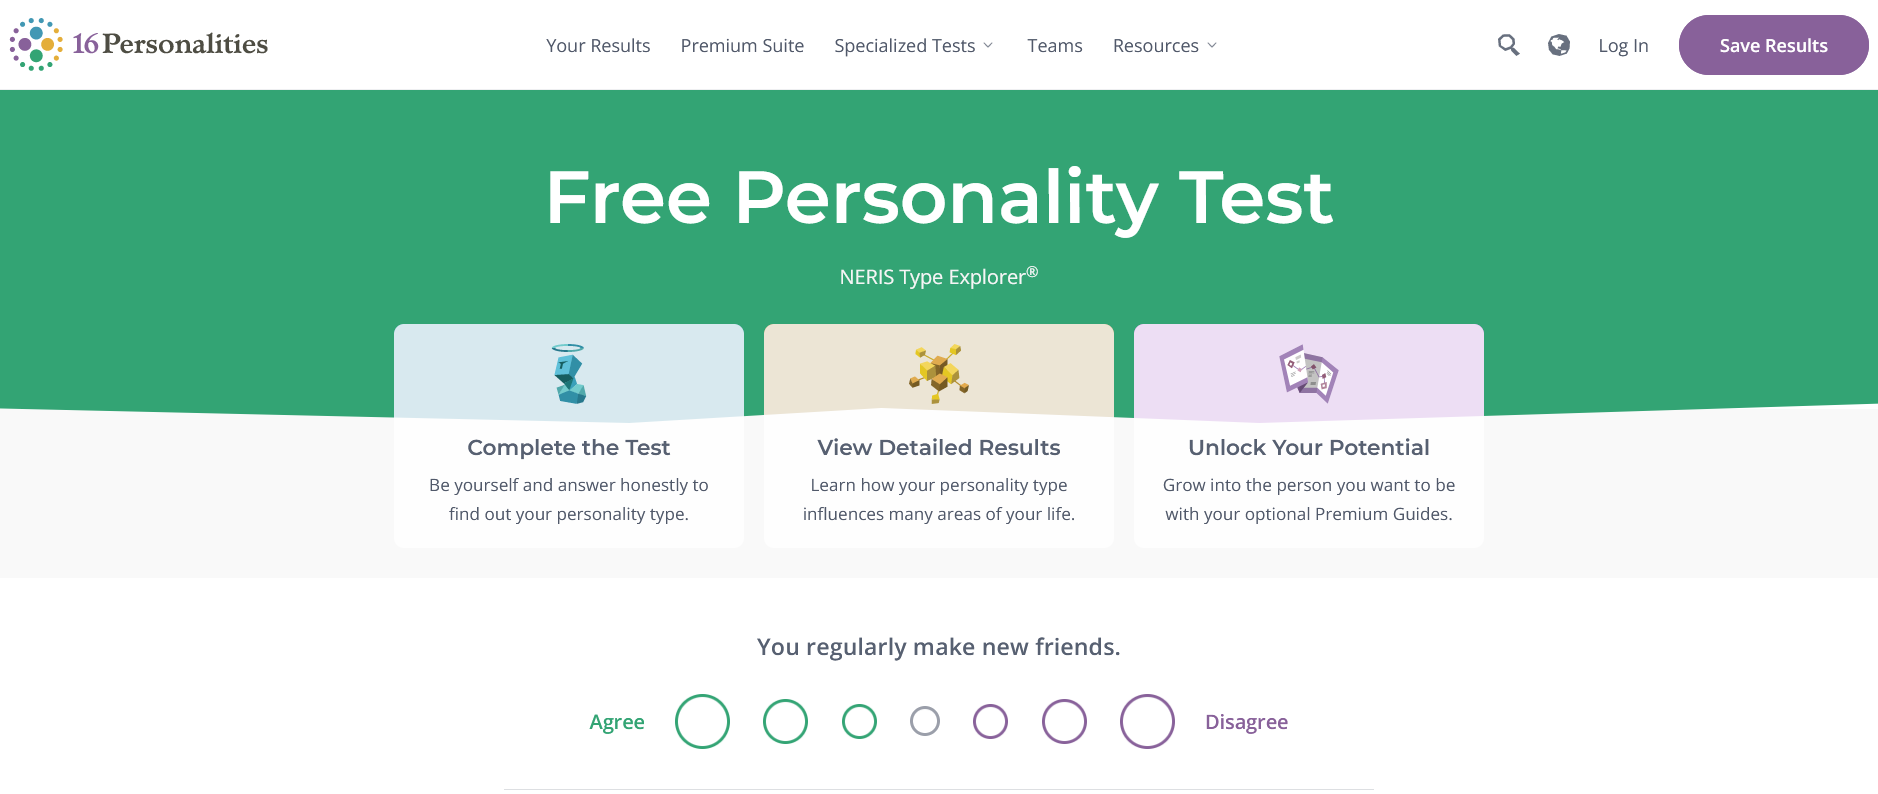 16Personalities
Your Results
Premium Suite
Specialized Tests
Teams
Resources
Log In
Save Results
Free Personality Test
NERIS Type Explorer®
T
Complete the Test
Be yourself and answer honestly to
find out your personality type.
View Detailed Results
Learn how your personality type
influences many areas of your life.
Unlock Your Potential
Grow into the person you want to be
with your optional Premium Guides.
You regularly make new friends.
Agree
Disagree